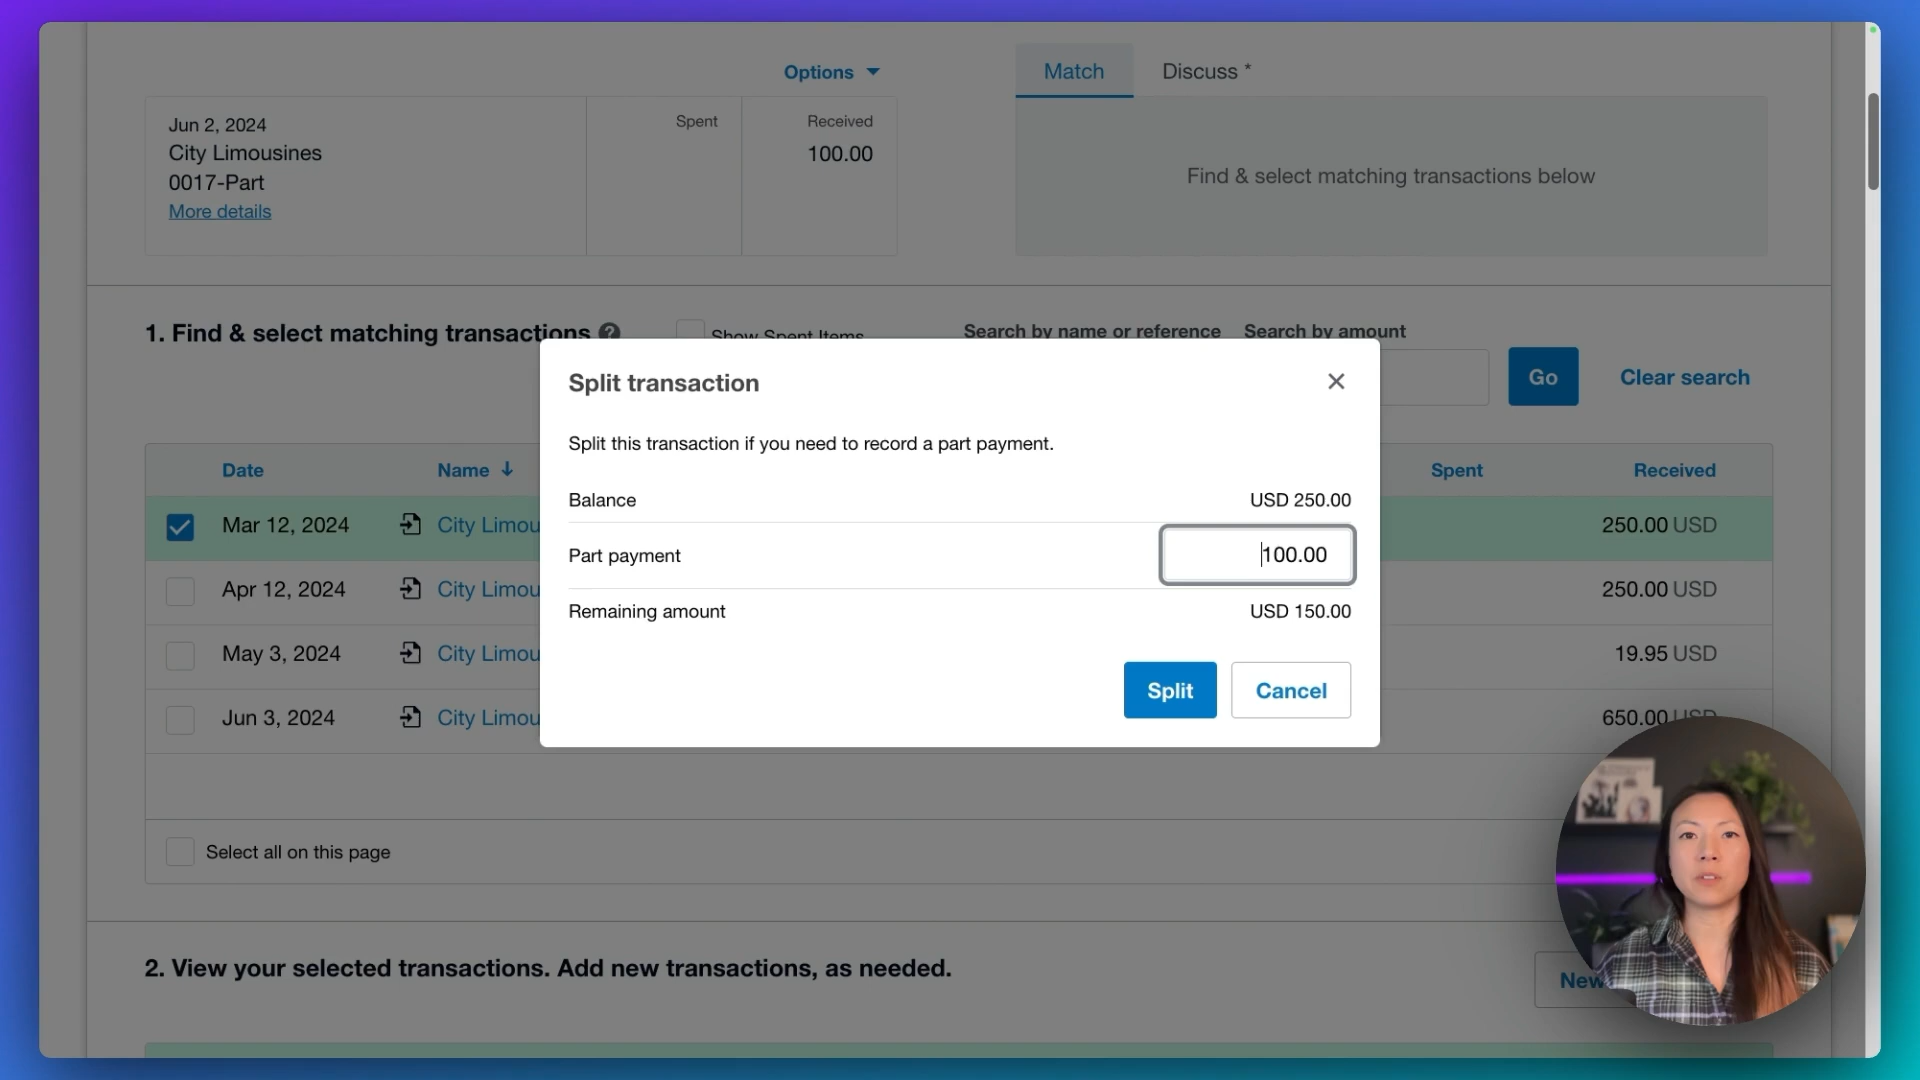 Options
Match
Discuss *
Jun 2, 2024
City Limousines
0017-Part
More details
Spent
Received
100.00
Find & select matching transactions below
1. Find & select matching transactions ?
Show Spent Items
Search by name or reference
Search by amount
Go
Clear search
Split transaction
Split this transaction if you need to record a part payment.
Balance
USD 250.00
Part payment
100.00
Remaining amount
USD 150.00
Split
Cancel
Date
Name
Spent
Received
Mar 12, 2024
City Limou
250.00 USD
Apr 12, 2024
City Limou
250.00 USD
May 3, 2024
City Limou
19.95 USD
Jun 3, 2024
City Limou
650.00 USD
Select all on this page
2. View your selected transactions. Add new transactions, as needed.
New